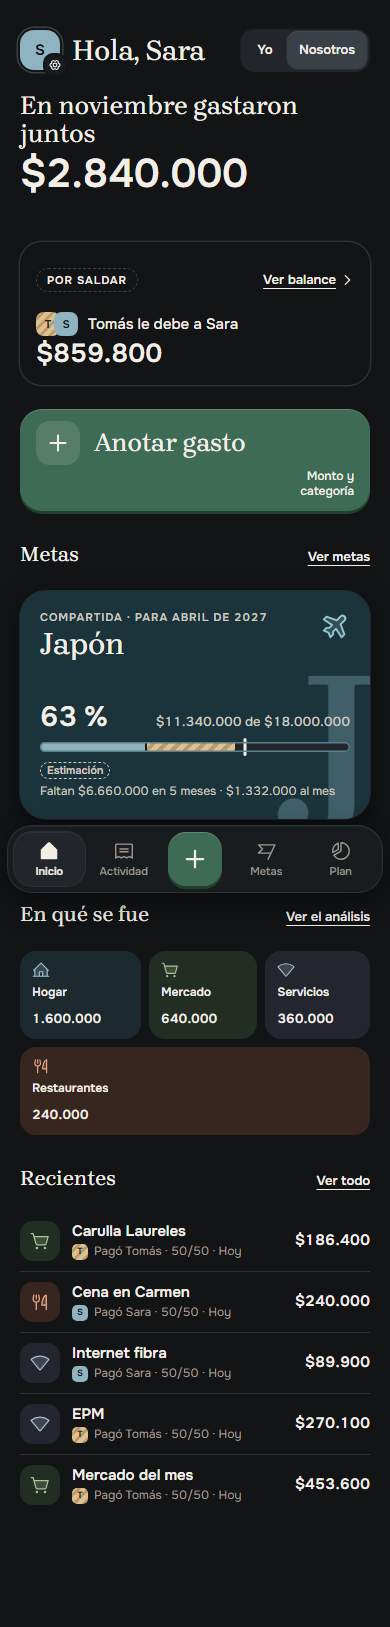 S
Hola, Sara
Yo
Nosotros
En noviembre gastaron
juntos
$2.840.000
POR SALDAR
Ver balance
T S Tomás le debe a Sara
$859.800
Anotar gasto
Monto y
categoría
Metas
Ver metas
COMPARTIDA · PARA ABRIL DE 2027
Japón
J
63 %
$11.340.000 de $18.000.000
Estimación
Faltan $6.660.000 en 5 meses · $1.332.000 al mes
Inicio
Actividad
Metas
Plan
En qué se fue
Ver el análisis
Hogar
1.600.000
Mercado
640.000
Servicios
360.000
Restaurantes
240.000
Recientes
Ver todo
Carulla Laureles
T Pagó Tomás · 50/50 · Hoy
$186.400
Cena en Carmen
S Pagó Sara · 50/50 · Hoy
$240.000
Internet fibra
S Pagó Sara · 50/50 · Hoy
$89.900
EPM
T Pagó Tomás · 50/50 · Hoy
$270.100
Mercado del mes
T Pagó Tomás · 50/50 · Hoy
$453.600